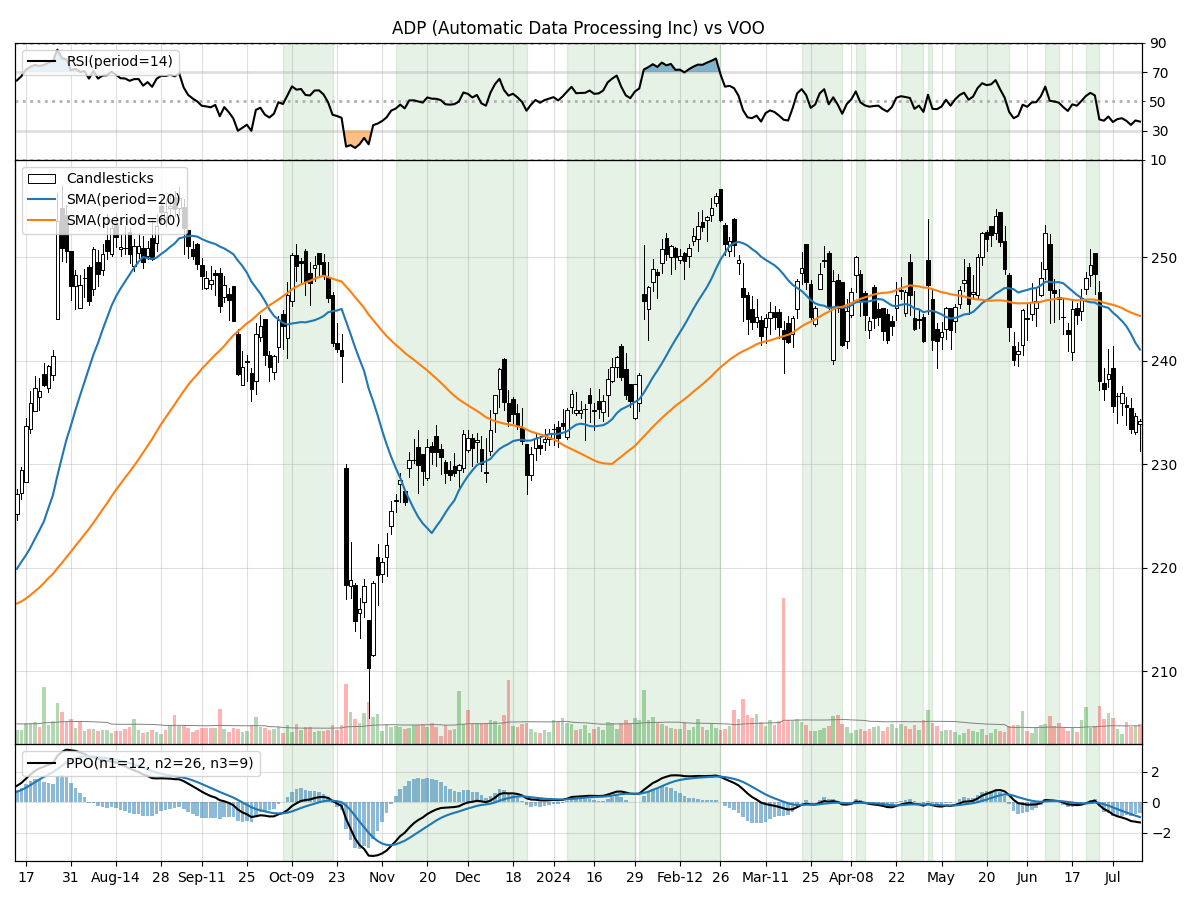 ADP (Automatic Data Processing Inc) vs VOO
RSI(period=14)
90
70
50
30
10
Candlesticks
SMA(period=20)
SMA(period=60)
250
240
230
220
210
PPO(n1=12, n2=26, n3=9)
2
0
−2
17 31 Aug-14 28 Sep-11 25 Oct-09 23 Nov 20 Dec 18 2024 16 29 Feb-12 26 Mar-11 25 Apr-08 22 May 20 Jun 17 Jul